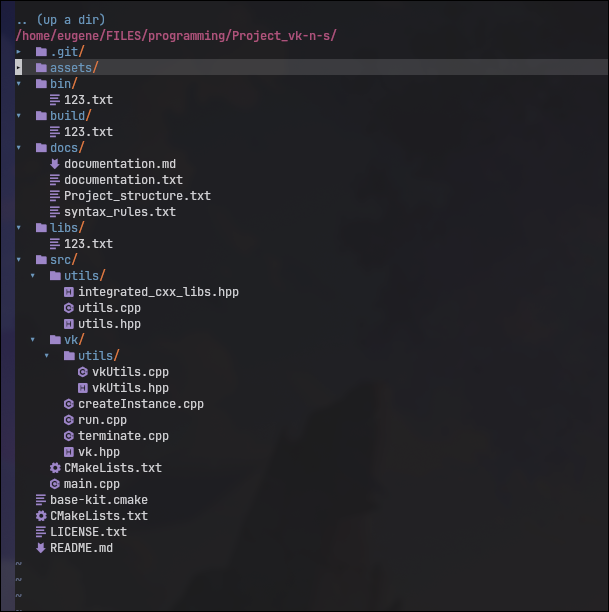 .. (up a dir)
/home/eugene/FILES/programming/Project_vk-n-s/
▸ .git/
▸ assets/
▾ bin/
123.txt
▾ build/
123.txt
▾ docs/
documentation.md
documentation.txt
Project_structure.txt
syntax_rules.txt
▾ libs/
123.txt
▾ src/
▾ utils/
integrated_cxx_libs.hpp
utils.cpp
utils.hpp
▾ vk/
▾ utils/
vkUtils.cpp
vkUtils.hpp
createInstance.cpp
run.cpp
terminate.cpp
vk.hpp
CMakeLists.txt
main.cpp
base-kit.cmake
CMakeLists.txt
LICENSE.txt
README.md
~
~
~
~